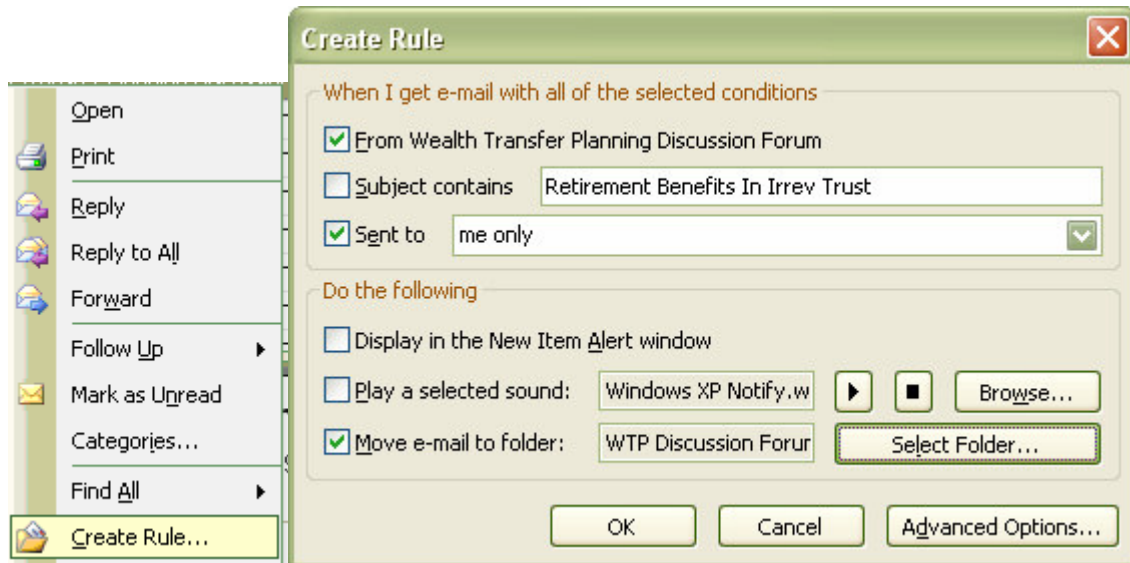 Open
Print
Reply
Reply to All
Forward
Follow Up
Mark as Unread
Categories...
Find All
Create Rule...
Create Rule
When I get e-mail with all of the selected conditions
From Wealth Transfer Planning Discussion Forum
Subject contains Retirement Benefits In Irrev Trust
Sent to me only
Do the following
Display in the New Item Alert window
Play a selected sound: Windows XP Notify.w Browse...
Move e-mail to folder: WTP Discussion Forur Select Folder...
OK Cancel Advanced Options...